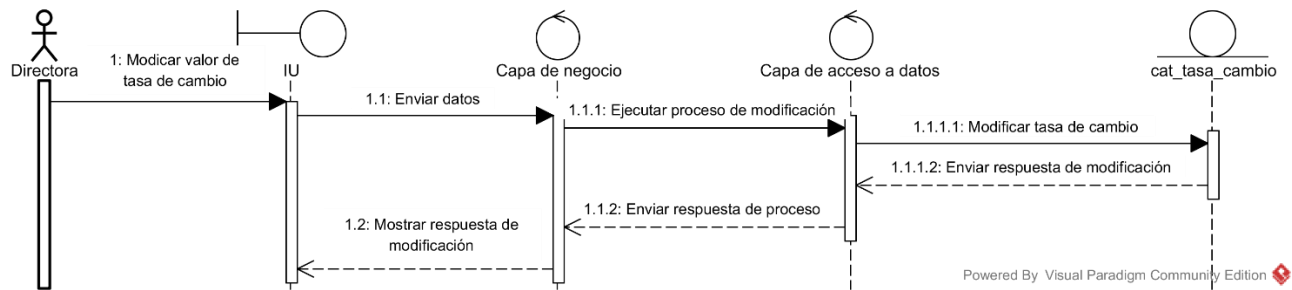 Directora
1: Modicar valor de
tasa de cambio
IU
Capa de negocio
Capa de acceso a datos
cat_tasa_cambio
1.1: Enviar datos
1.1.1: Ejecutar proceso de modificación
1.1.1.1: Modificar tasa de cambio
1.1.1.2: Enviar respuesta de modificación
1.1.2: Enviar respuesta de proceso
1.2: Mostrar respuesta de
modificación
Powered By Visual Paradigm Community Edition